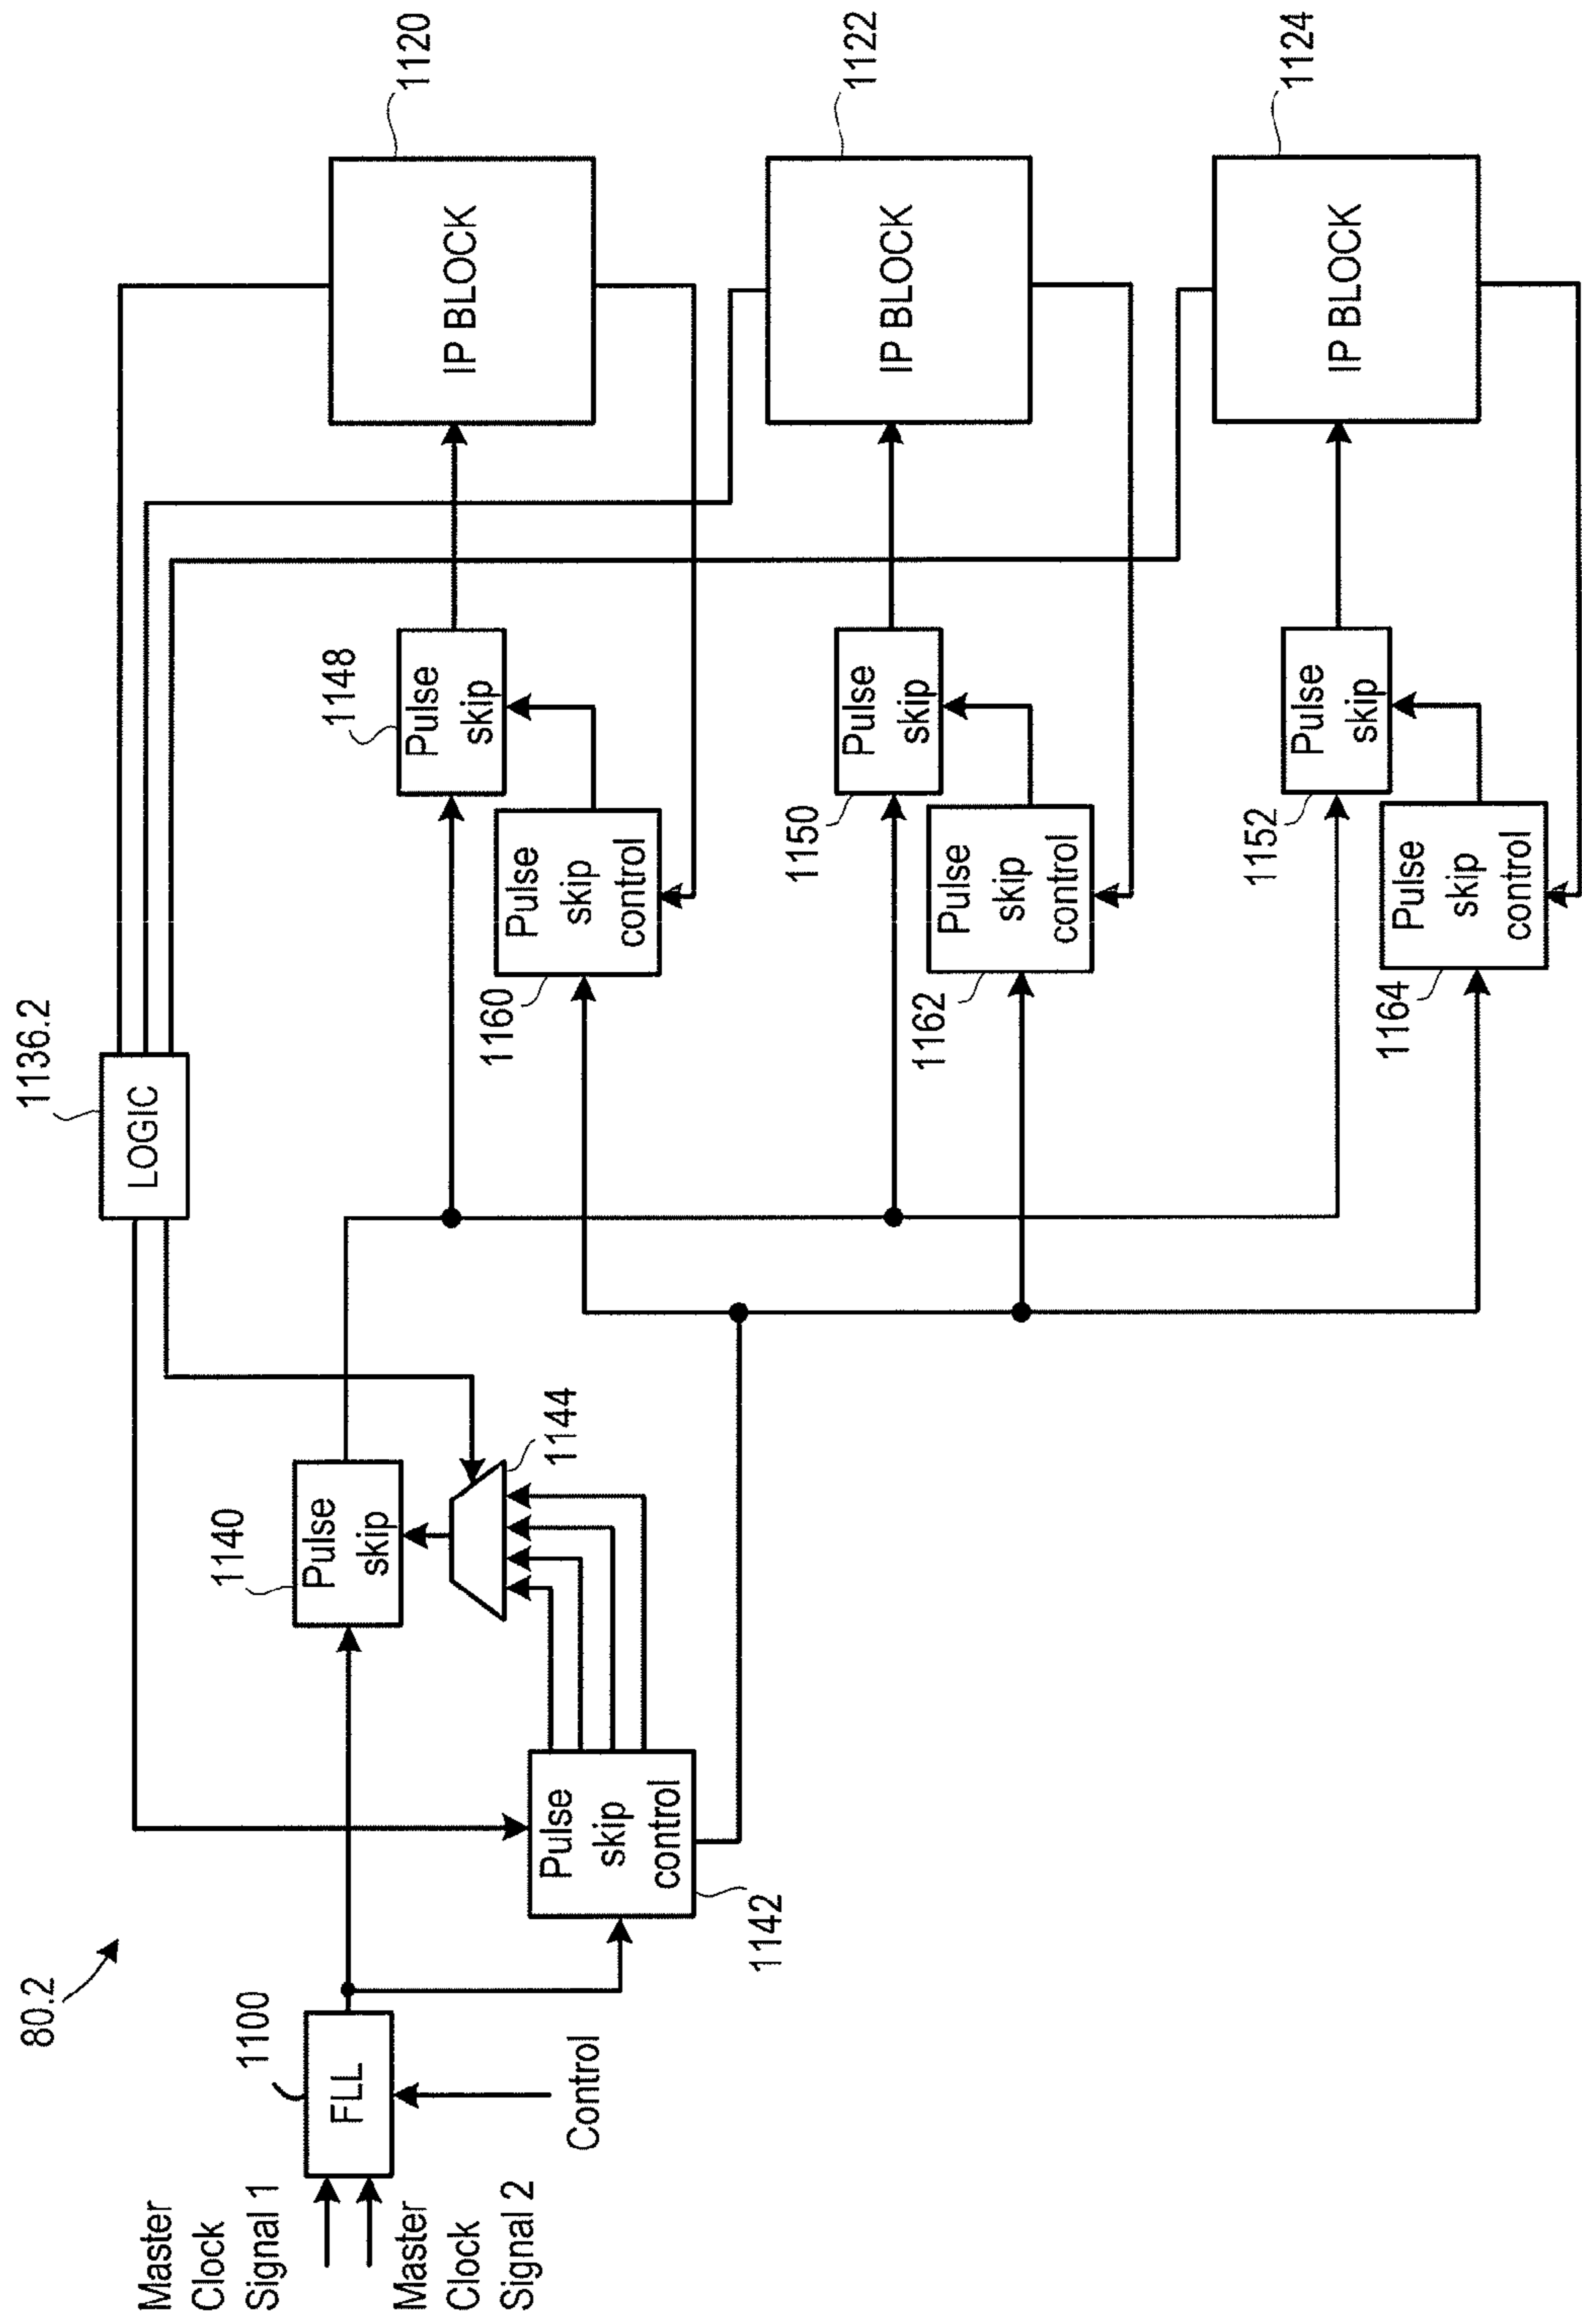 80.2
Master
Clock
Signal 1
Master
Clock
Signal 2
1100
FLL
Control
1140
Pulse
skip
1144
Pulse
skip
control
1142
1136.2
LOGIC
1148
Pulse
skip
Pulse
skip
control
1160
IP BLOCK
1120
Pulse
skip
1150
Pulse
skip
control
1162
IP BLOCK
1122
Pulse
skip
1152
Pulse
skip
control
1164
IP BLOCK
1124